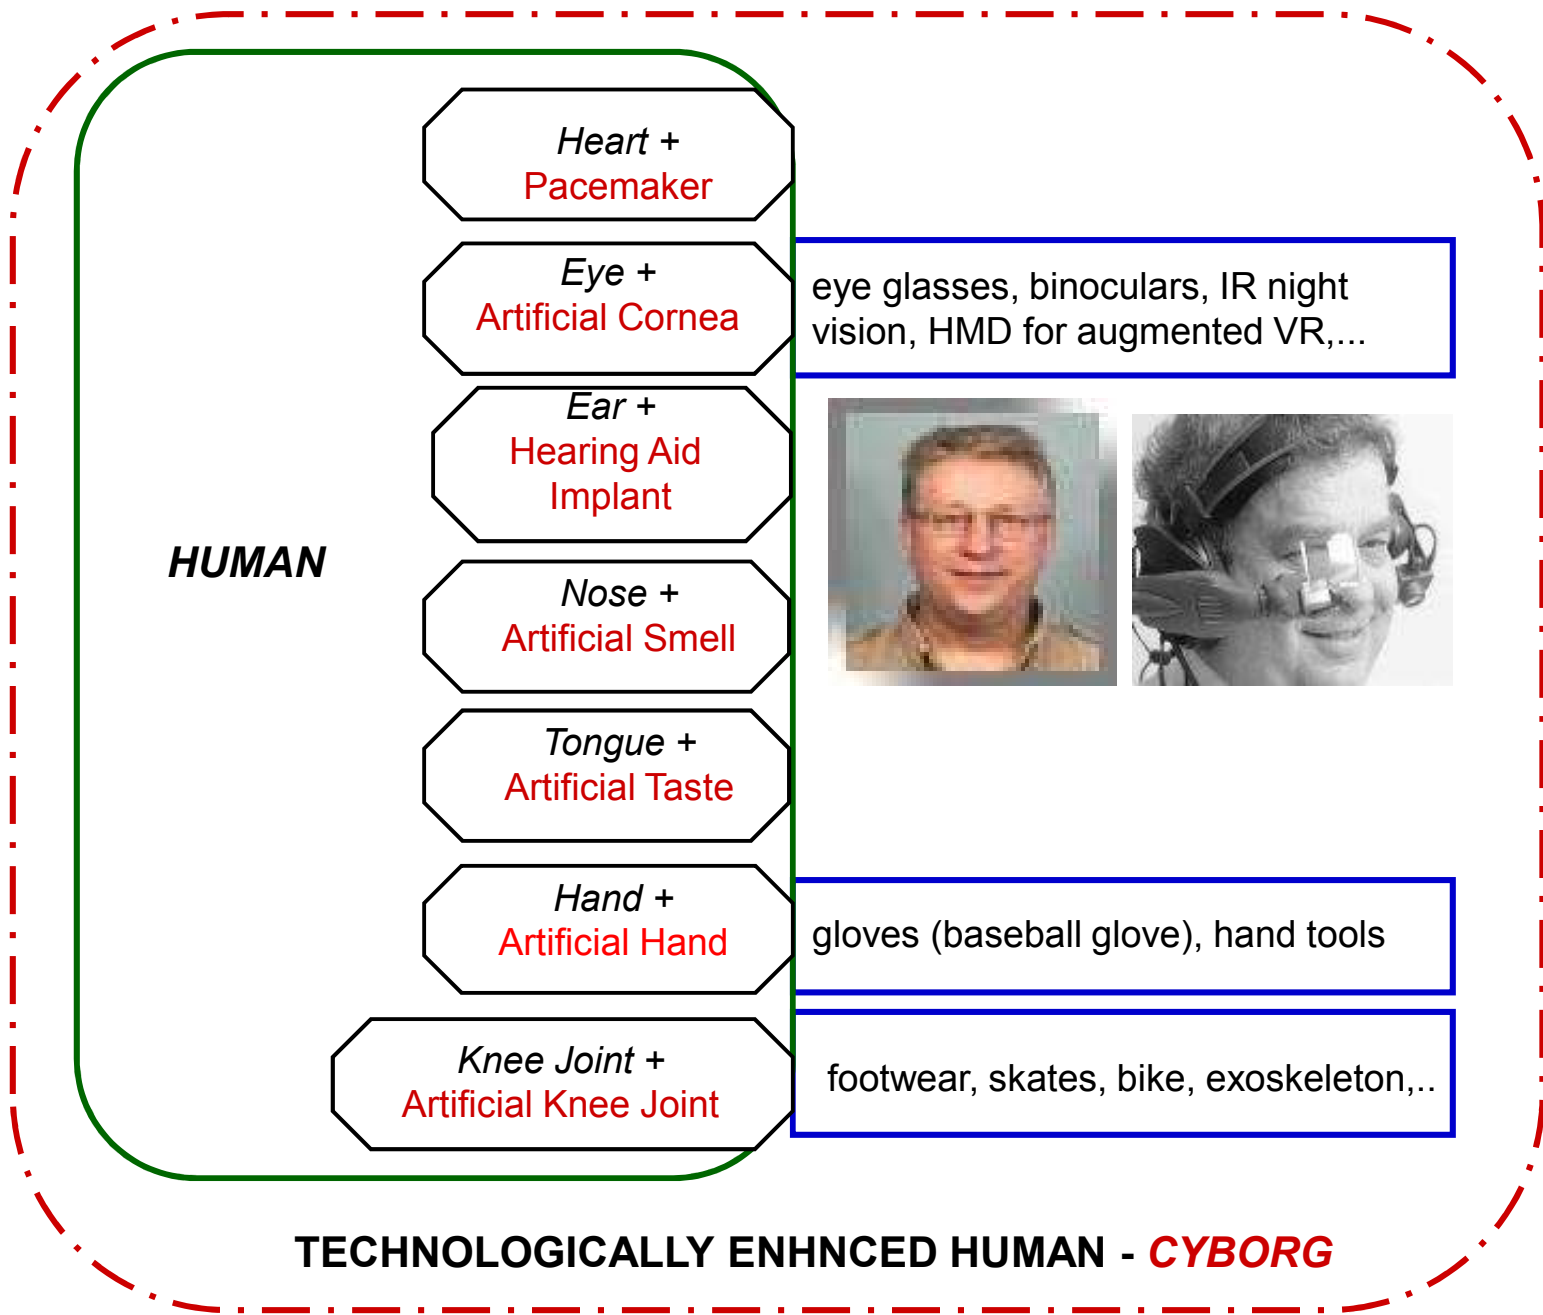 Heart +
Pacemaker
Eye +
Artificial Cornea
eye glasses, binoculars, IR night
vision, HMD for augmented VR,...
Ear +
Hearing Aid
Implant
HUMAN
Nose +
Artificial Smell
Tongue +
Artificial Taste
Hand +
Artificial Hand
gloves (baseball glove), hand tools
Knee Joint +
Artificial Knee Joint
footwear, skates, bike, exoskeleton,..
TECHNOLOGICALLY ENHNCED HUMAN - CYBORG